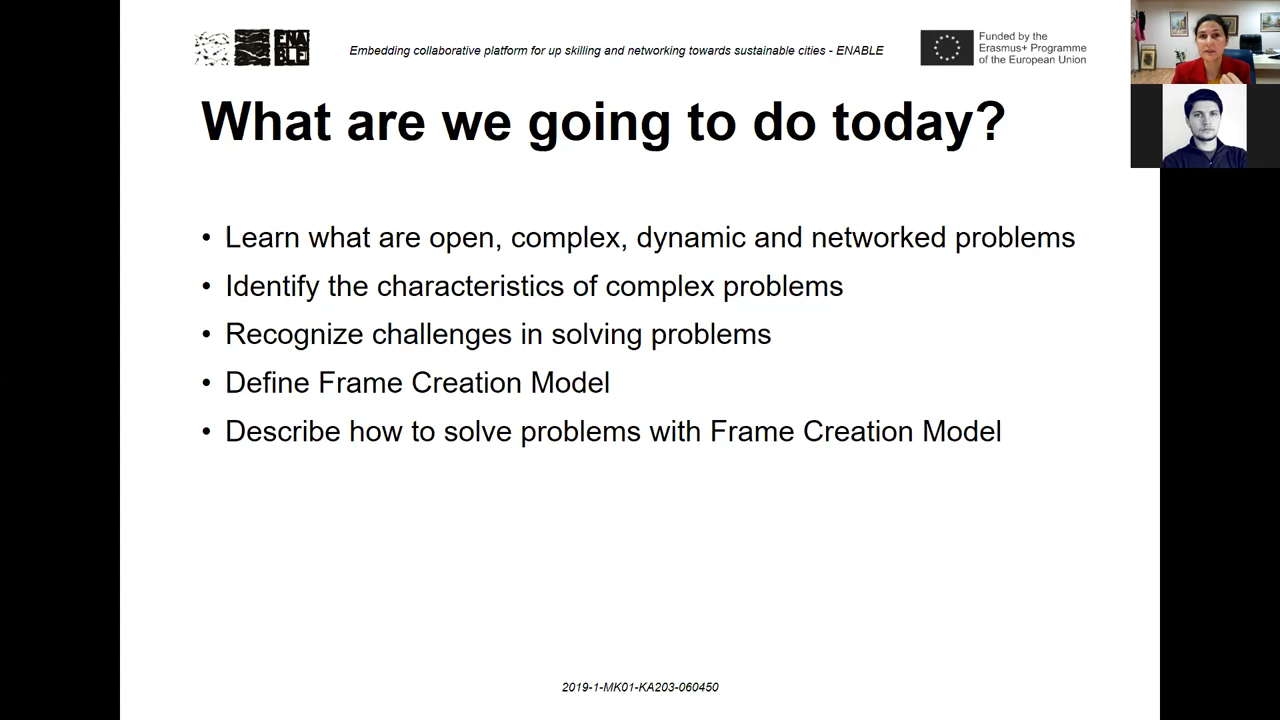 ENA
BLE
Embedding collaborative platform for up skilling and networking towards sustainable cities - ENABLE
Funded by the
Erasmus+ Programme
of the European Union
What are we going to do today?
• Learn what are open, complex, dynamic and networked problems
• Identify the characteristics of complex problems
• Recognize challenges in solving problems
• Define Frame Creation Model
• Describe how to solve problems with Frame Creation Model
2019-1-MK01-KA203-060450